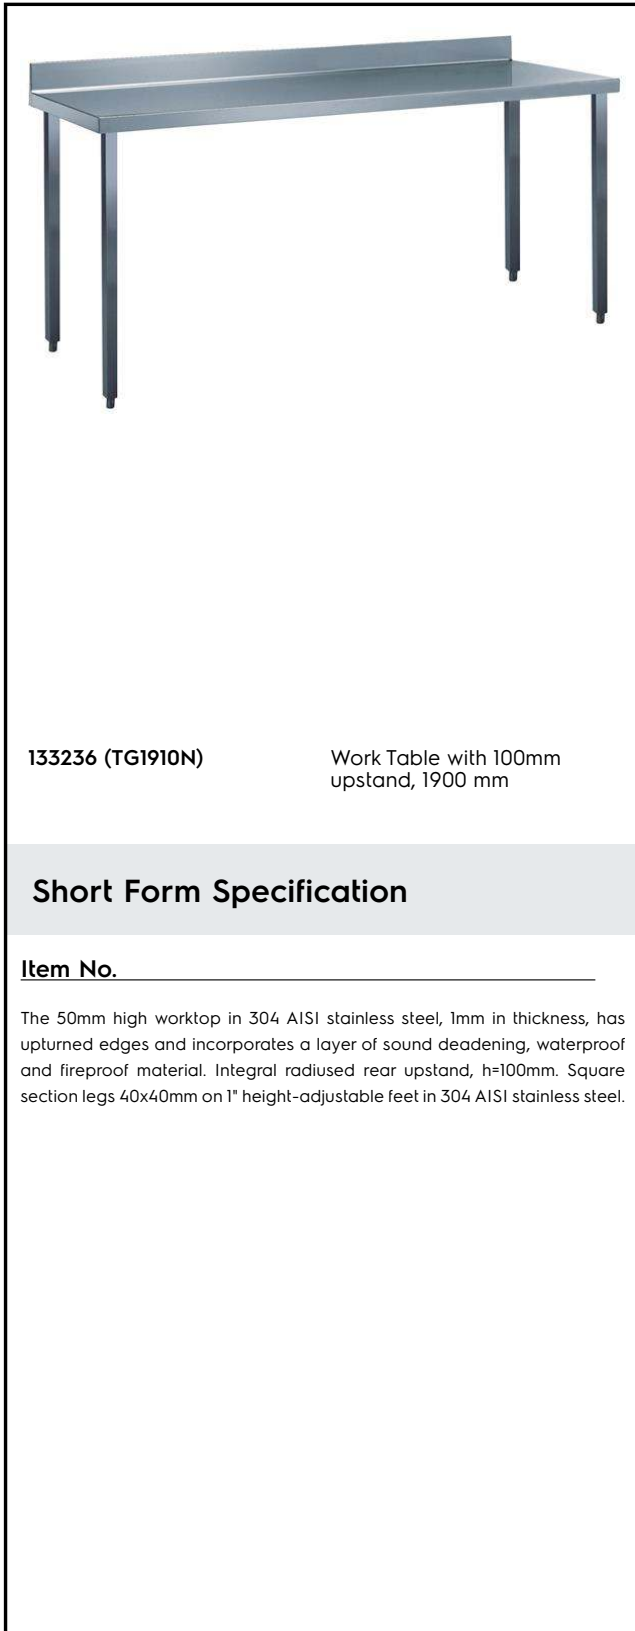 133236 (TG1910N)
Work Table with 100mm
upstand, 1900 mm
Short Form Specification
Item No.
The 50mm high worktop in 304 AISI stainless steel, 1mm in thickness, has
upturned edges and incorporates a layer of sound deadening, waterproof
and fireproof material. Integral radiused rear upstand, h=100mm. Square
section legs 40x40mm on 1" height-adjustable feet in 304 AISI stainless steel.